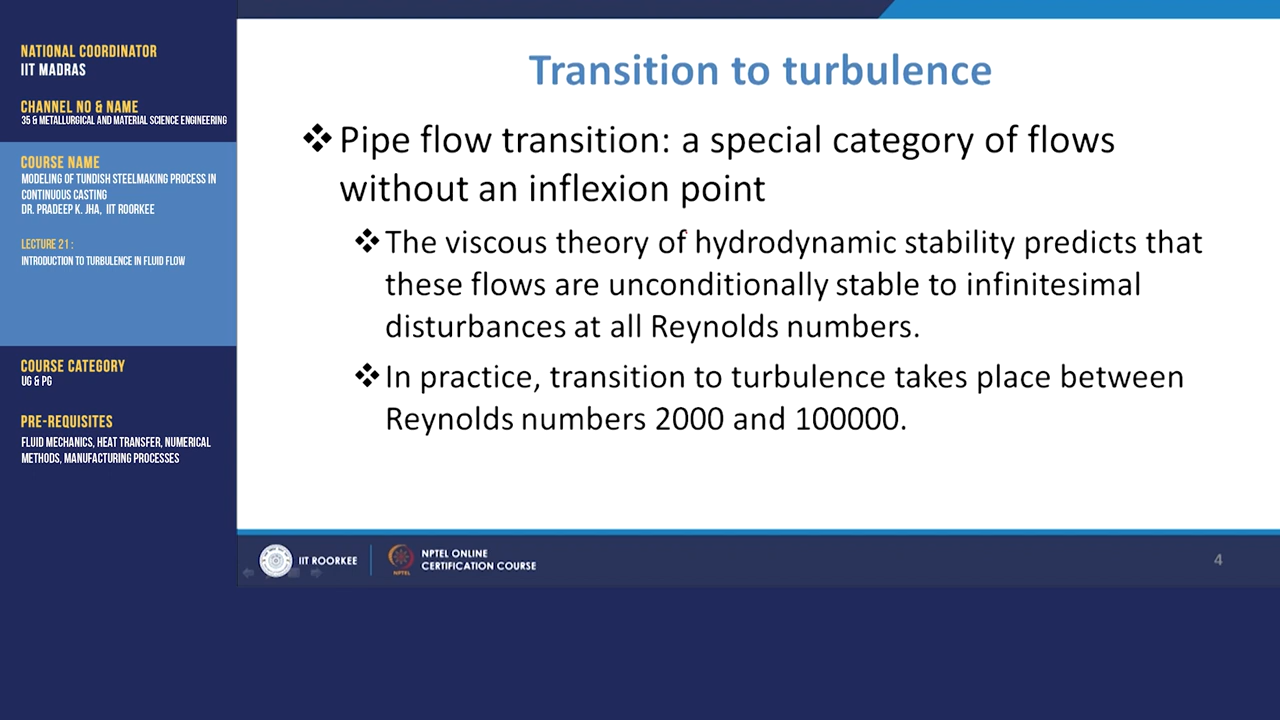 NATIONAL COORDINATOR
IIT MADRAS
CHANNEL NO & NAME
35 & METALLURGICAL AND MATERIAL SCIENCE ENGINEERING
COURSE NAME
MODELING OF TUNDISH STEELMAKING PROCESS IN
CONTINUOUS CASTING
DR. PRADEEP K. JHA, IIT ROORKEE
LECTURE 21 :
INTRODUCTION TO TURBULENCE IN FLUID FLOW
COURSE CATEGORY
UG & PG
PRE-REQUISITES
FLUID MECHANICS, HEAT TRANSFER, NUMERICAL
METHODS, MANUFACTURING PROCESSES
Transition to turbulence
❖ Pipe flow transition: a special category of flows
without an inflexion point
❖ The viscous theory of hydrodynamic stability predicts that
these flows are unconditionally stable to infinitesimal
disturbances at all Reynolds numbers.
❖ In practice, transition to turbulence takes place between
Reynolds numbers 2000 and 100000.
IIT ROORKEE
NPTEL
NPTEL ONLINE
CERTIFICATION COURSE
4